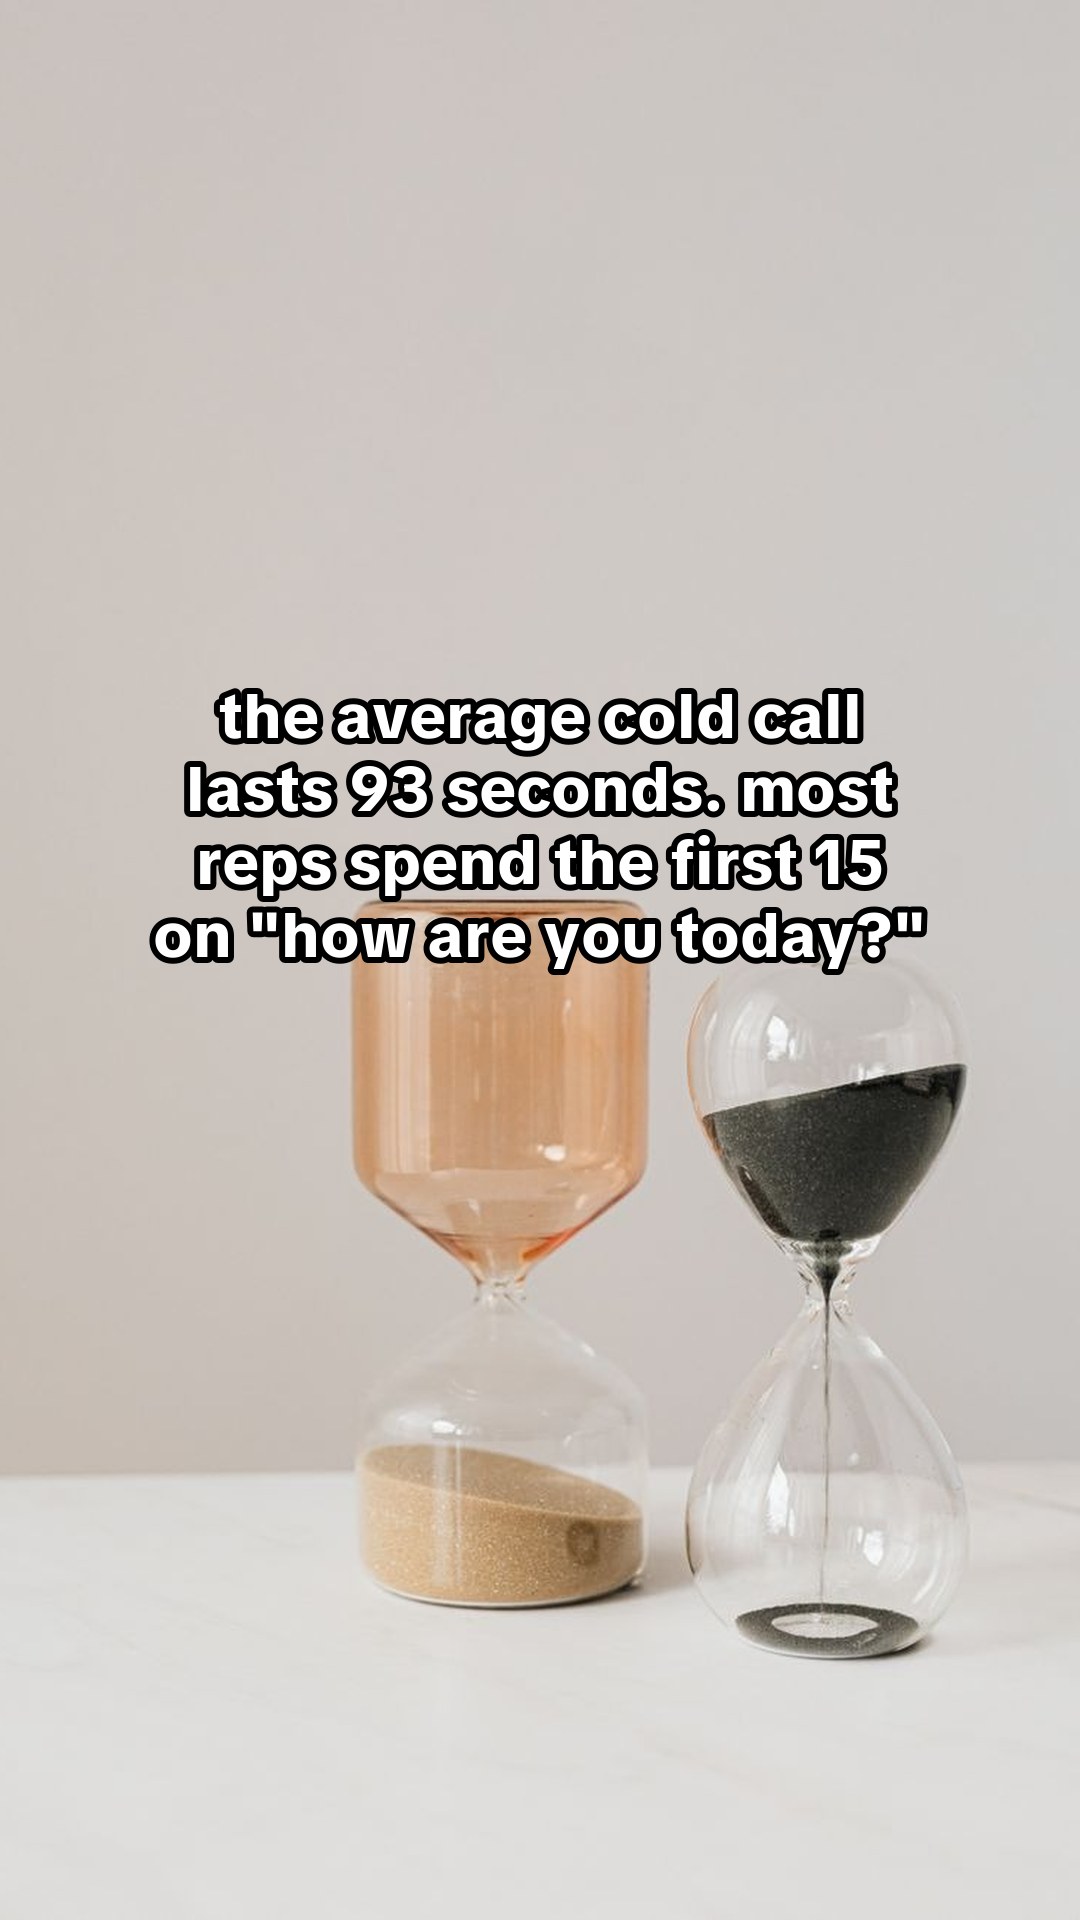 the average cold call
lasts 93 seconds. most
reps spend the first 15
on "how are you today?"